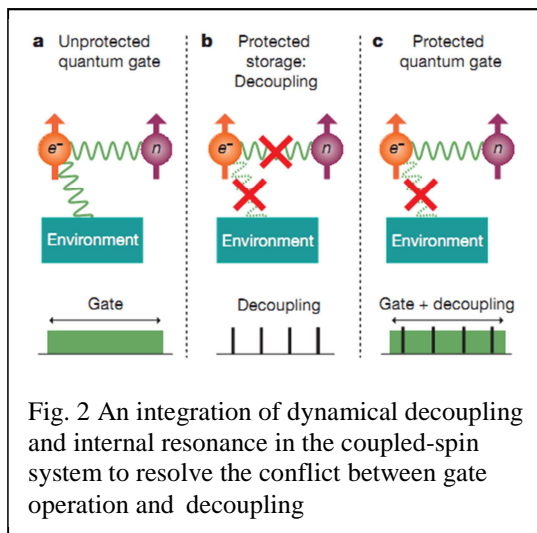 a Unprotected quantum gate
b Protected storage: Decoupling
c Protected quantum gate
e⁻ n
e⁻ n
e⁻ n
Environment
Environment
Environment
Gate
Decoupling
Gate + decoupling
Fig. 2 An integration of dynamical decoupling
and internal resonance in the coupled-spin
system to resolve the conflict between gate
operation and decoupling